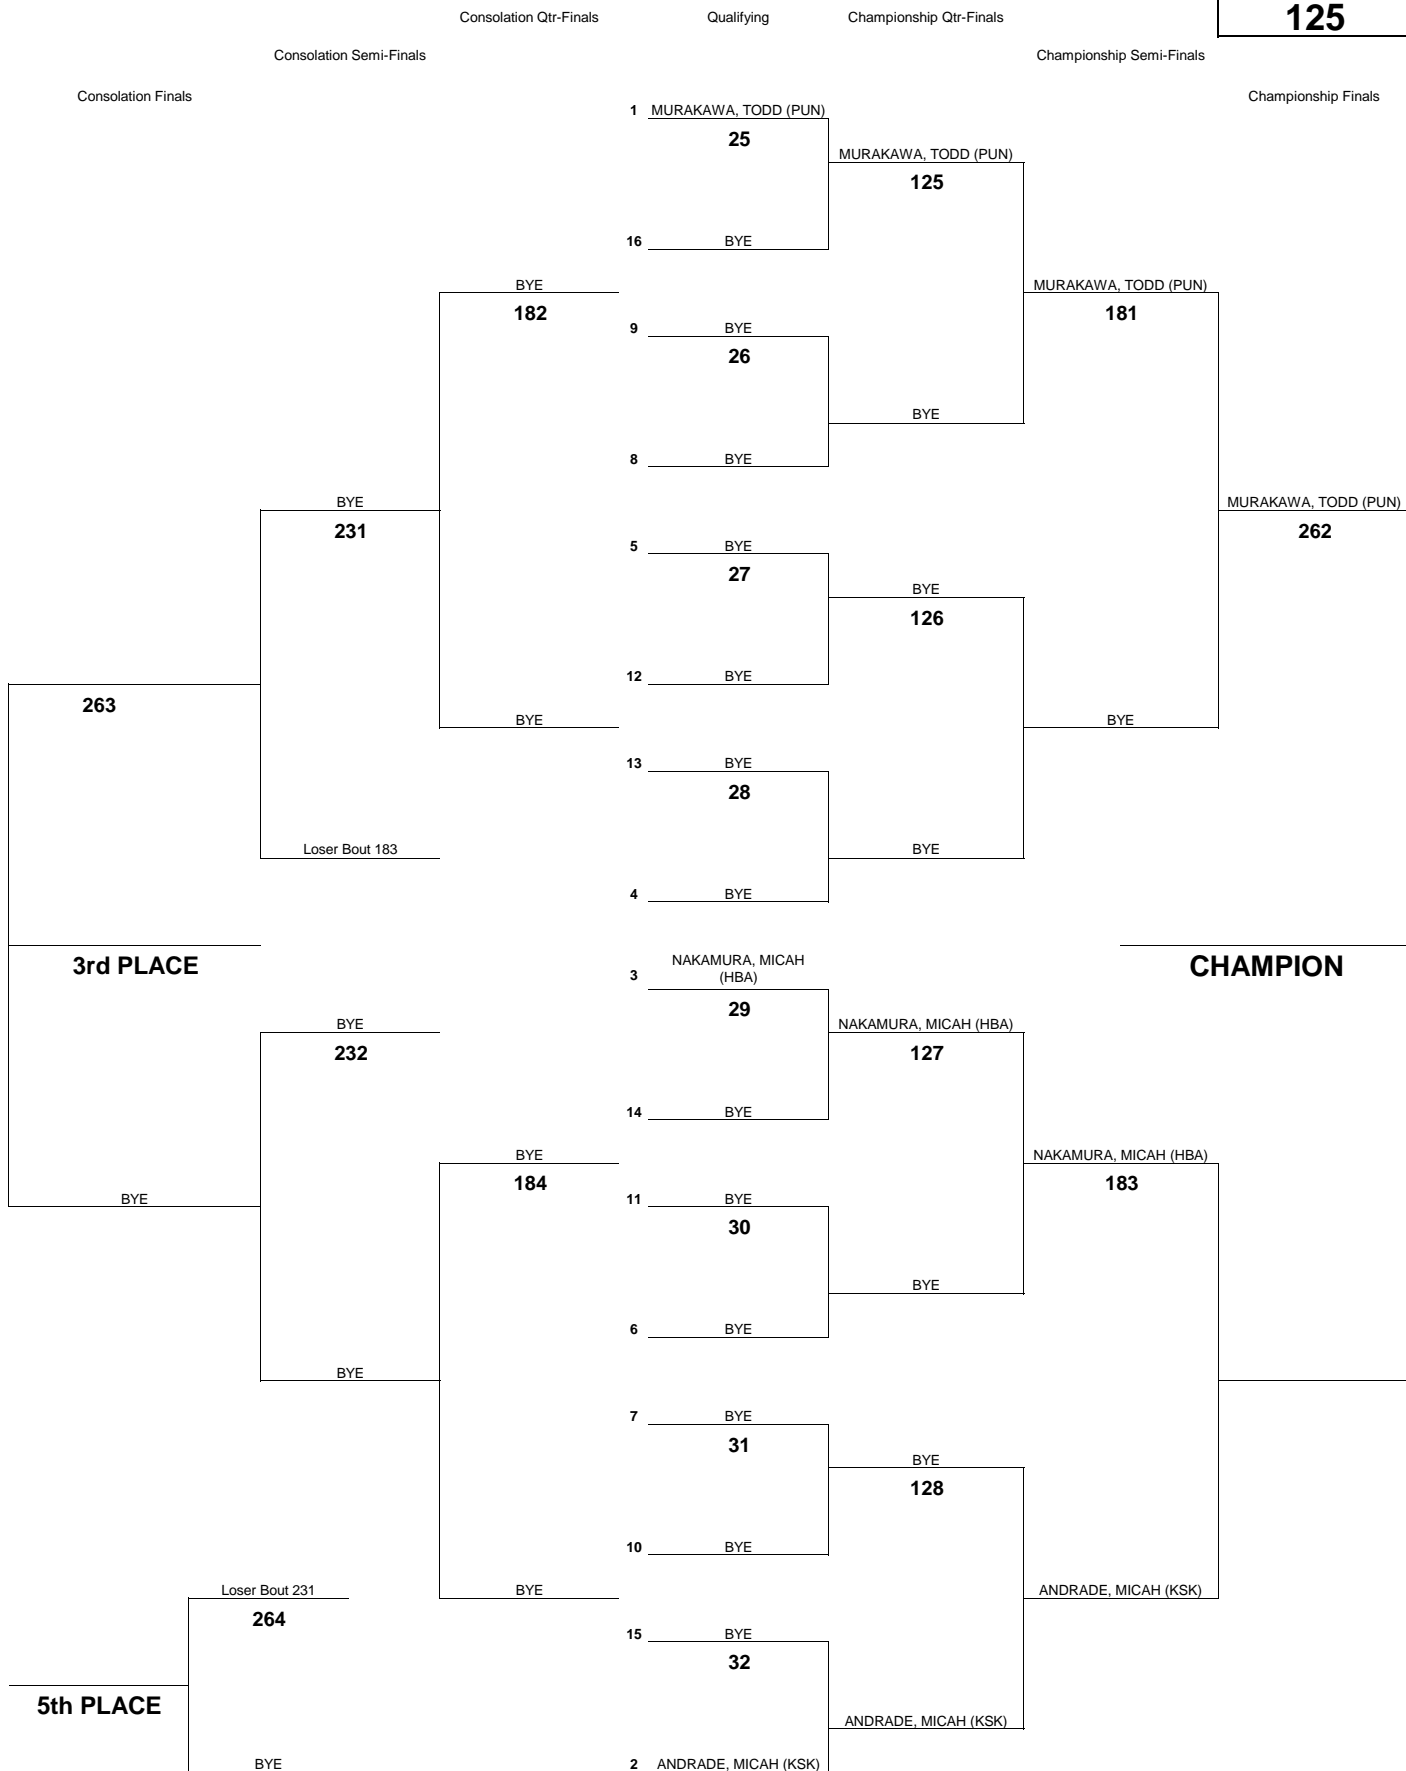 Consolation Qtr-Finals Qualifying Championship Qtr-Finals 125
Consolation Semi-Finals Championship Semi-Finals
Consolation Finals Championship Finals
1 MURAKAWA, TODD (PUN)
25
MURAKAWA, TODD (PUN)
125
16 BYE
BYE MURAKAWA, TODD (PUN)
182 181
9 BYE
26
BYE
8 BYE
BYE MURAKAWA, TODD (PUN)
231 262
5 BYE
27
BYE
126
12 BYE
263
BYE BYE
13 BYE
28
Loser Bout 183 BYE
4 BYE
3rd PLACE CHAMPION
NAKAMURA, MICAH
(HBA)
3
29
BYE NAKAMURA, MICAH (HBA)
232 127
14 BYE
BYE NAKAMURA, MICAH (HBA)
184 183
BYE 11 BYE
30
BYE
6 BYE
BYE
7 BYE
31
BYE
128
10 BYE
Loser Bout 231 BYE ANDRADE, MICAH (KSK)
264
15 BYE
32
5th PLACE
ANDRADE, MICAH (KSK)
BYE 2 ANDRADE, MICAH (KSK)